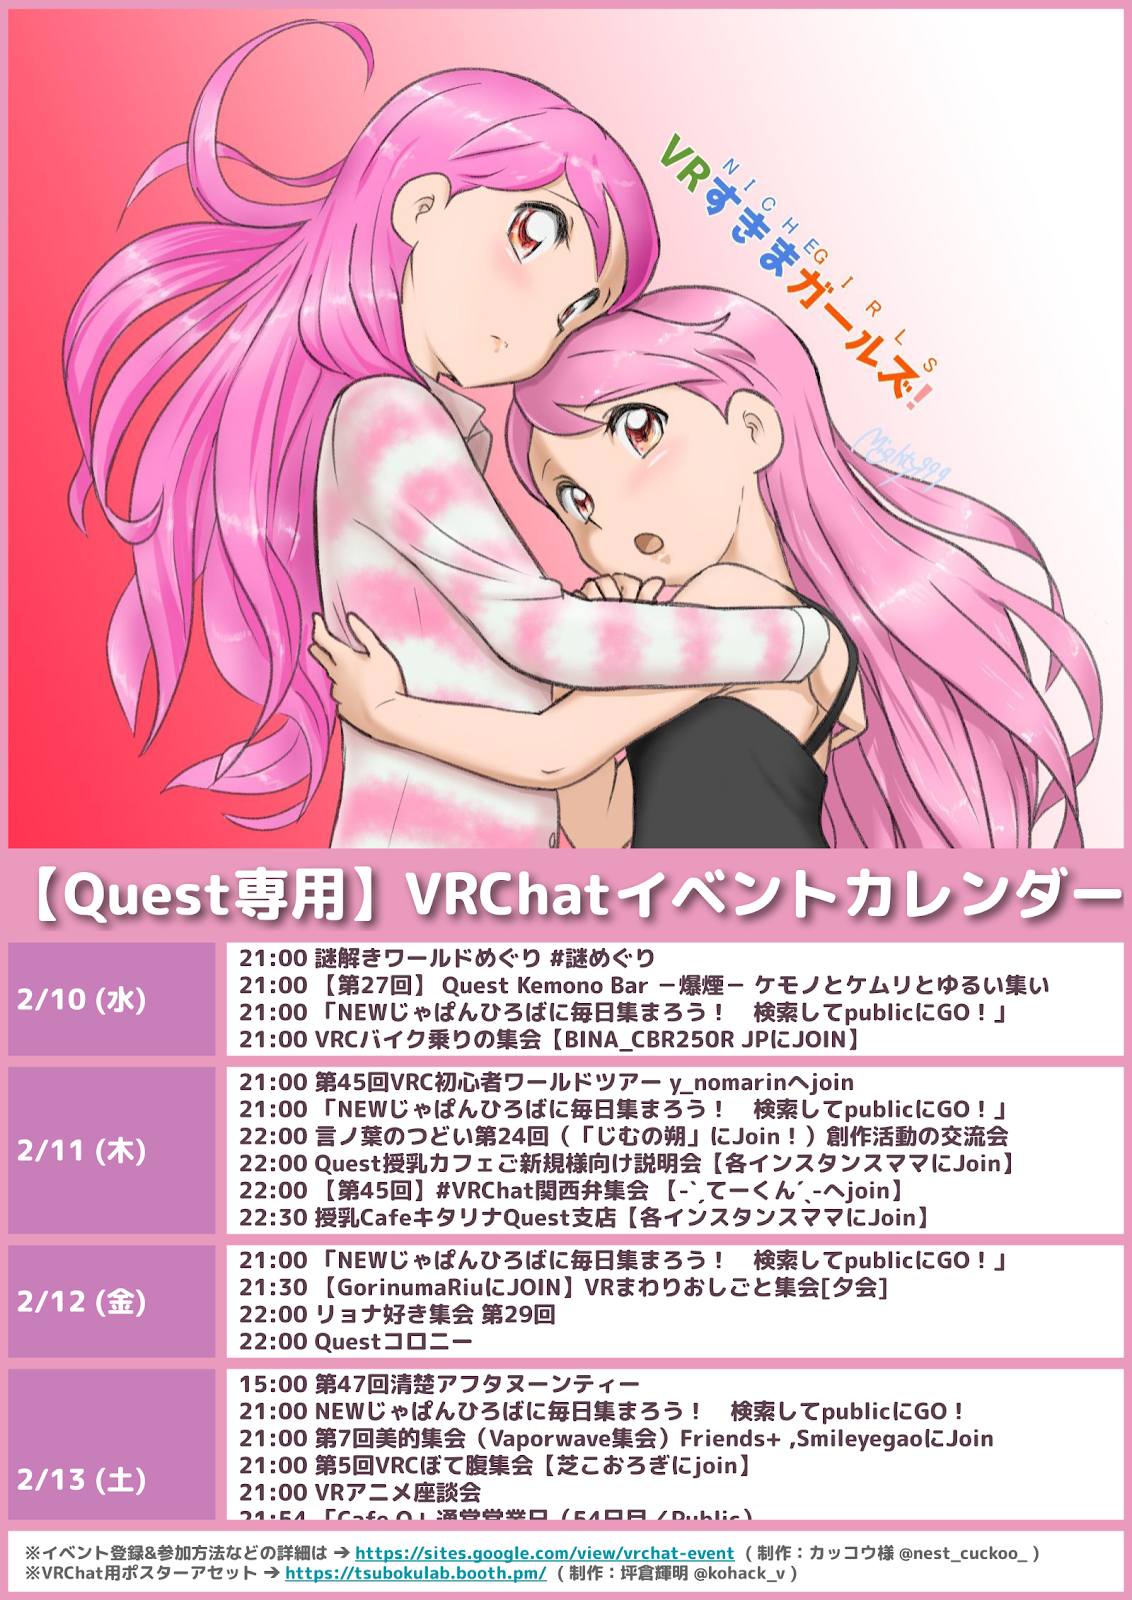 VRすきまガールズ!
NICHE GIRLS
Mighty999
【Quest専用】VRChatイベントカレンダー
2/10 (水)
21:00 謎解きワールドめぐり #謎めぐり
21:00 【第27回】 Quest Kemono Bar －爆煙－ ケモノとケムリとゆるい集い
21:00 「NEWじゃぱんひろばに毎日集まろう！　検索してpublicにGO！」
21:00 VRCバイク乗りの集会【BINA_CBR250R JPにJOIN】
2/11 (木)
21:00 第45回VRC初心者ワールドツアー y_nomarinへjoin
21:00 「NEWじゃぱんひろばに毎日集まろう！　検索してpublicにGO！」
22:00 言ノ葉のつどい第24回（「じむの朔」にJoin！）創作活動の交流会
22:00 Quest授乳カフェご新規様向け説明会【各インスタンスママにJoin】
22:00 【第45回】#VRChat関西弁集会 【-`ˏてーくんˊˎ-へjoin】
22:30 授乳CafeキタリナQuest支店【各インスタンスママにJoin】
2/12 (金)
21:00 「NEWじゃぱんひろばに毎日集まろう！　検索してpublicにGO！」
21:30 【GorinumaRiuにJOIN】VRまわりおしごと集会[夕会]
22:00 リョナ好き集会 第29回
22:00 Questコロニー
2/13 (土)
15:00 第47回清楚アフタヌーンティー
21:00 NEWじゃぱんひろばに毎日集まろう！　検索してpublicにGO！
21:00 第7回美的集会（Vaporwave集会）Friends+ ,SmileyegaoにJoin
21:00 第5回VRCぼて腹集会【芝こおろぎにjoin】
21:00 VRアニメ座談会
21:54 「Cafe Q」通常営業日（54日目／Public）
※イベント登録&参加方法などの詳細は → https://sites.google.com/view/vrchat-event ( 制作：カッコウ様 @nest_cuckoo_ )
※VRChat用ポスターアセット → https://tsubokulab.booth.pm/ ( 制作：坪倉輝明 @kohack_v )